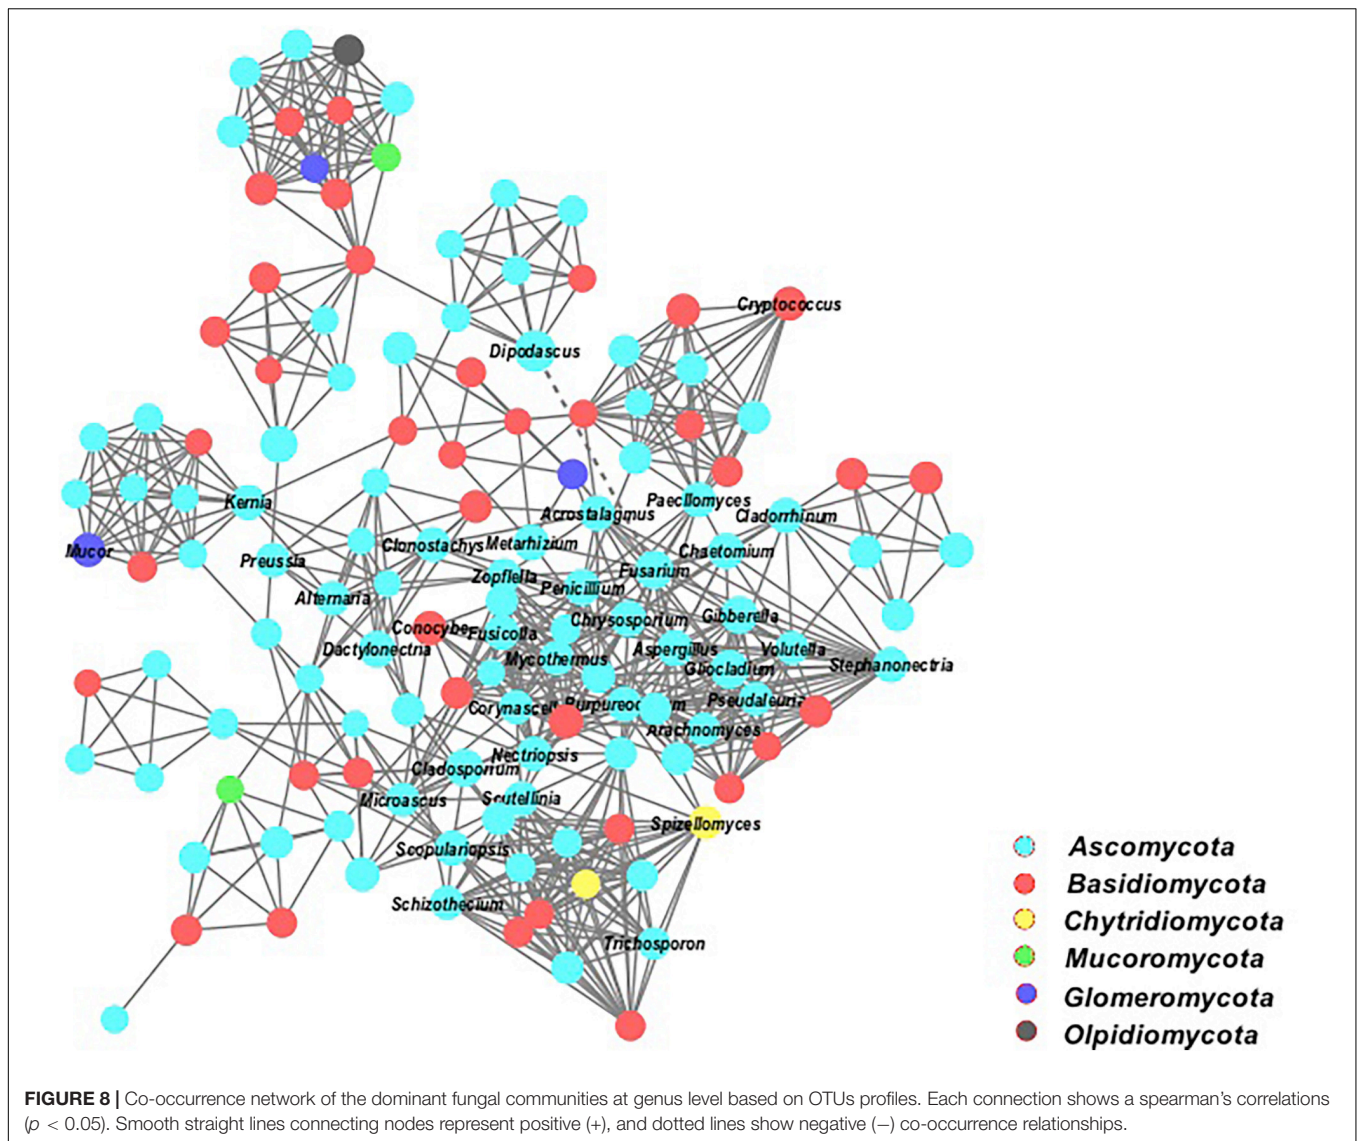 Cryptococcus
Dipodascus
Kernia
Paecilomyces
Acrostalagmus
Cladorrhinum
Mucor
Clonostachys
Metarhizium
Chaetomium
Preussia
Zopfiella
Fusarium
Penicillium
Alternaria
Gibberella
Chrysosporium
Conocybe
Fusicolla
Dactylonectria
Aspergillus
Volutella
Mycothermus
Gliocladium
Stephanonectria
Pseudaleuria
Arachnomyces
Nectriopsis
Cladosporium
Microascus
Scutellinia
Spizellomyces
Scopulariopsis
Schizothecium
Trichosporon
Ascomycota
Basidiomycota
Chytridiomycota
Mucoromycota
Glomeromycota
Olpidiomycota
FIGURE 8 | Co-occurrence network of the dominant fungal communities at genus level based on OTUs profiles. Each connection shows a spearman's correlations
(p < 0.05). Smooth straight lines connecting nodes represent positive (+), and dotted lines show negative (−) co-occurrence relationships.